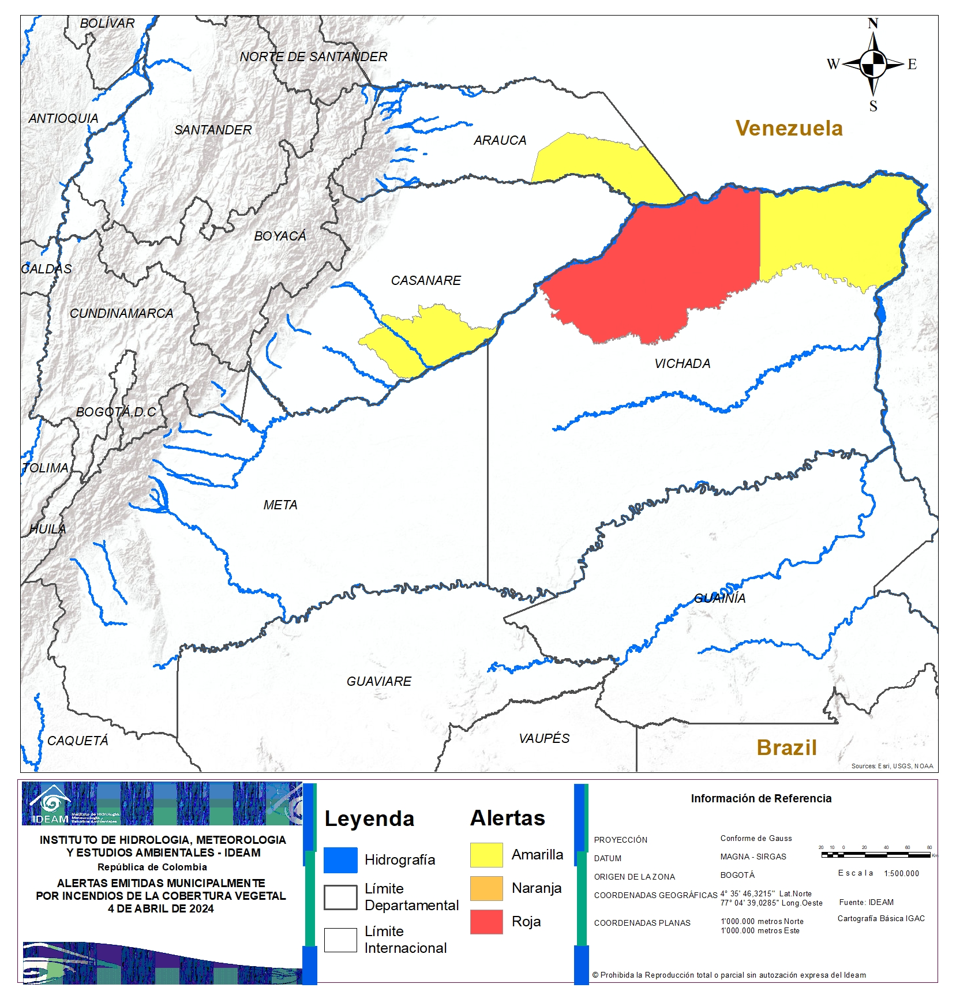 BOLÍVAR
N
NORTE DE SANTANDER
W
E
S
ANTIOQUIA
SANTANDER
ARAUCA
Venezuela
BOYACÁ
CALDAS
CASANARE
CUNDINAMARCA
VICHADA
BOGOTÁ,D.C
TOLIMA
META
HUILA
GUAINÍA
GUAVIARE
CAQUETÁ
VAUPÉS
Brazil
Sources: Esri, USGS, NOAA
IDEAM
Instituto de Hidrología,
Meteorología y
Estudios Ambientales
INSTITUTO DE HIDROLOGIA, METEOROLOGIA
Y ESTUDIOS AMBIENTALES - IDEAM
República de Colombia
ALERTAS EMITIDAS MUNICIPALMENTE
POR INCENDIOS DE LA COBERTURA VEGETAL
4 DE ABRIL DE 2024
Leyenda
Hidrografía
Límite
Departamental
Límite
Internacional
Alertas
Amarilla
Naranja
Roja
Información de Referencia
PROYECCIÓN Conforme de Gauss
DATUM MAGNA - SIRGAS
ORIGEN DE LA ZONA BOGOTÁ
COORDENADAS GEOGRÁFICAS 4° 35' 46,3215" Lat.Norte
77° 04' 39,0285" Long.Oeste
COORDENADAS PLANAS 1'000.000 metros Norte
1'000.000 metros Este
20 10 0 20 40 60 80
Km
Escala 1:500.000
Fuente: IDEAM
Cartografía Básica IGAC
© Prohibida la Reproducción total o parcial sin autozación expresa del Ideam